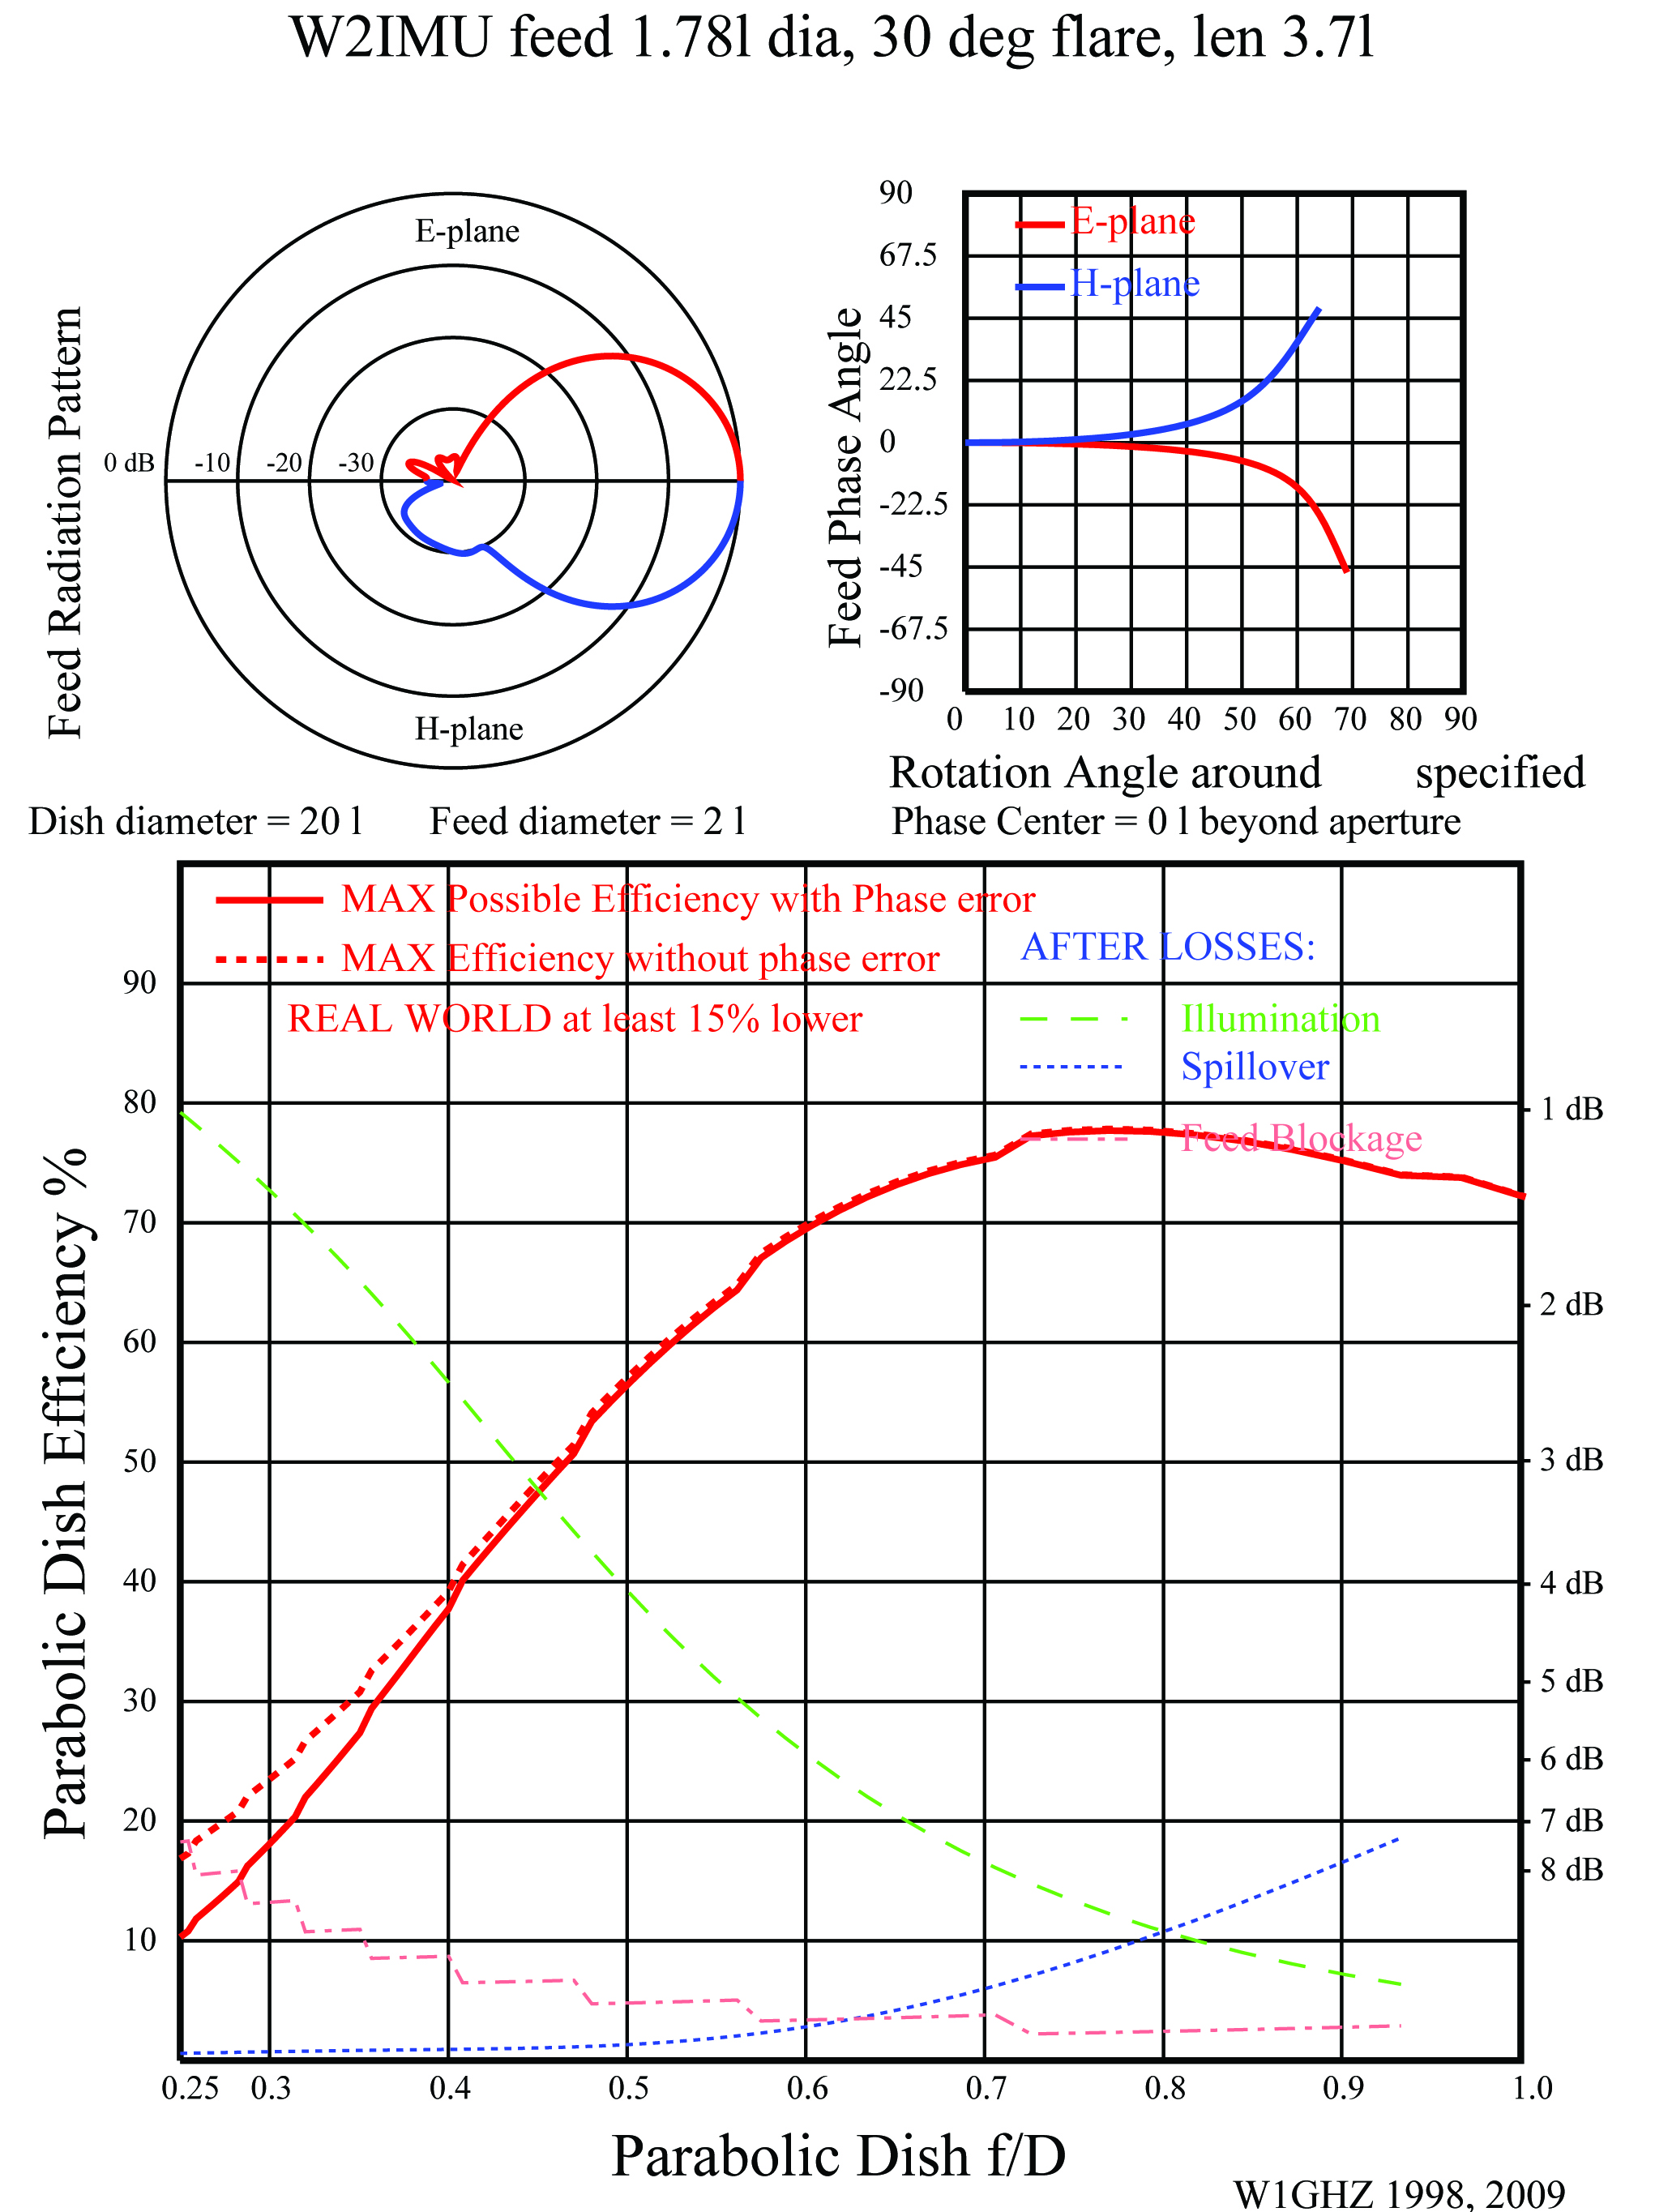 W2IMU feed 1.78l dia, 30 deg flare, len 3.7l
Feed Radiation Pattern
E-plane
0 dB -10 -20 -30
H-plane
Feed Phase Angle
90
67.5
45
22.5
0
-22.5
-45
-67.5
-90
E-plane
H-plane
0 10 20 30 40 50 60 70 80 90
Rotation Angle around specified
Dish diameter = 20 l Feed diameter = 2 l
Phase Center = 0 l beyond aperture
Parabolic Dish Efficiency %
MAX Possible Efficiency with Phase error
MAX Efficiency without phase error
REAL WORLD at least 15% lower
AFTER LOSSES:
Illumination
Spillover
Feed Blockage
90
80
70
60
50
40
30
20
10
1 dB
2 dB
3 dB
4 dB
5 dB
6 dB
7 dB
8 dB
0.25 0.3 0.4 0.5 0.6 0.7 0.8 0.9 1.0
Parabolic Dish f/D
W1GHZ 1998, 2009